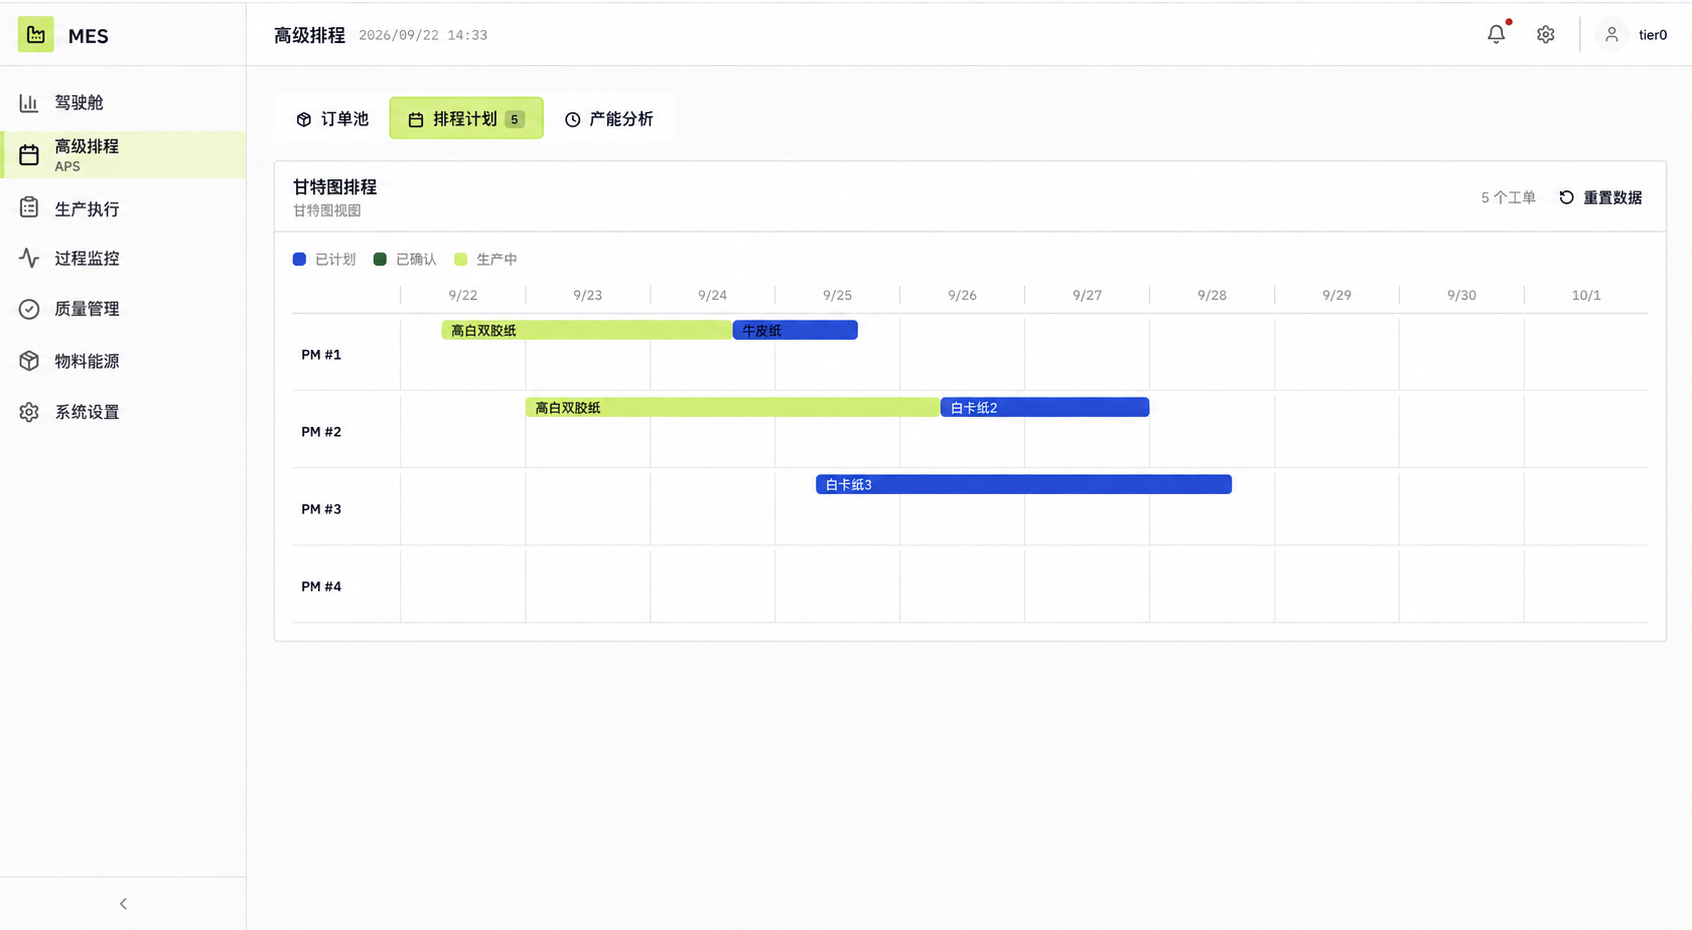 MES
高级排程 2026/09/22 14:33
tier0
驾驶舱
高级排程
APS
生产执行
过程监控
质量管理
物料能源
系统设置
订单池
排程计划 5
产能分析
甘特图排程
甘特图视图
5 个工单
重置数据
已计划 已确认 生产中
9/22 9/23 9/24 9/25 9/26 9/27 9/28 9/29 9/30 10/1
PM #1
高白双胶纸 牛皮纸
PM #2
高白双胶纸 白卡纸2
PM #3
白卡纸3
PM #4